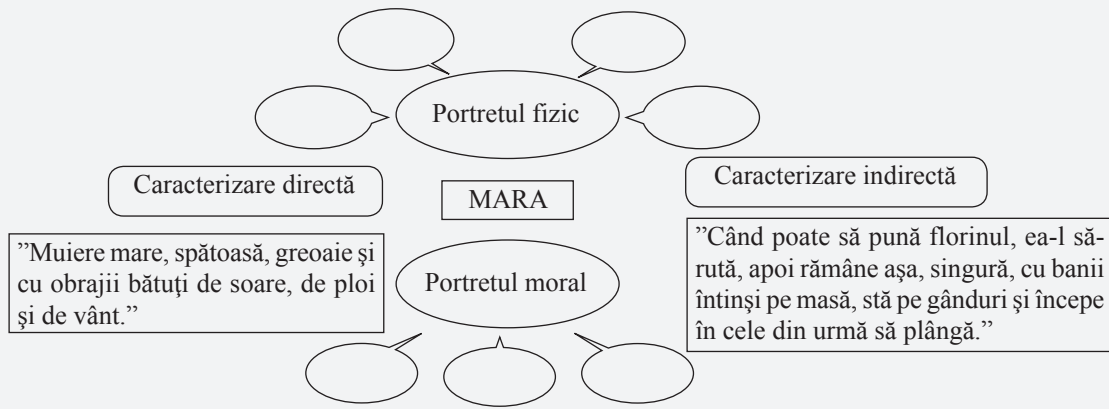 Portretul fizic
Caracterizare directă
MARA
Caracterizare indirectă
”Muiere mare, spătoasă, greoaie şi
cu obrajii bătuţi de soare, de ploi
şi de vânt.”
Portretul moral
”Când poate să pună florinul, ea-l să-
rută, apoi rămâne aşa, singură, cu banii
întinşi pe masă, stă pe gânduri şi începe
în cele din urmă să plângă.”